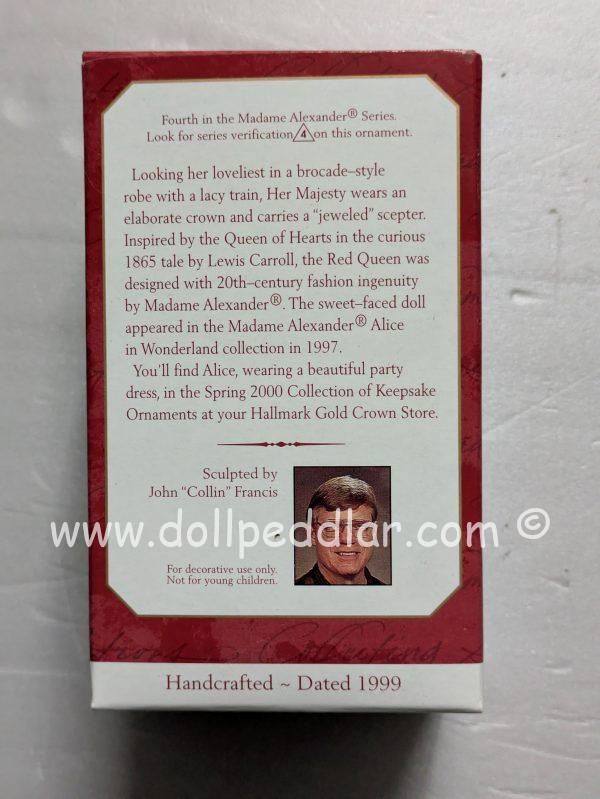 Fourth in the Madame Alexander® Series.
Look for series verification 4 on this ornament.
Looking her loveliest in a brocade–style
robe with a lacy train, Her Majesty wears an
elaborate crown and carries a “jeweled” scepter.
Inspired by the Queen of Hearts in the curious
1865 tale by Lewis Carroll, the Red Queen was
designed with 20th–century fashion ingenuity
by Madame Alexander®. The sweet–faced doll
appeared in the Madame Alexander® Alice
in Wonderland collection in 1997.
You'll find Alice, wearing a beautiful party
dress, in the Spring 2000 Collection of Keepsake
Ornaments at your Hallmark Gold Crown Store.
Sculpted by
John “Collin” Francis
www.dollpeddlar.com ©
For decorative use only.
Not for young children.
Collecting
Handcrafted ~ Dated 1999